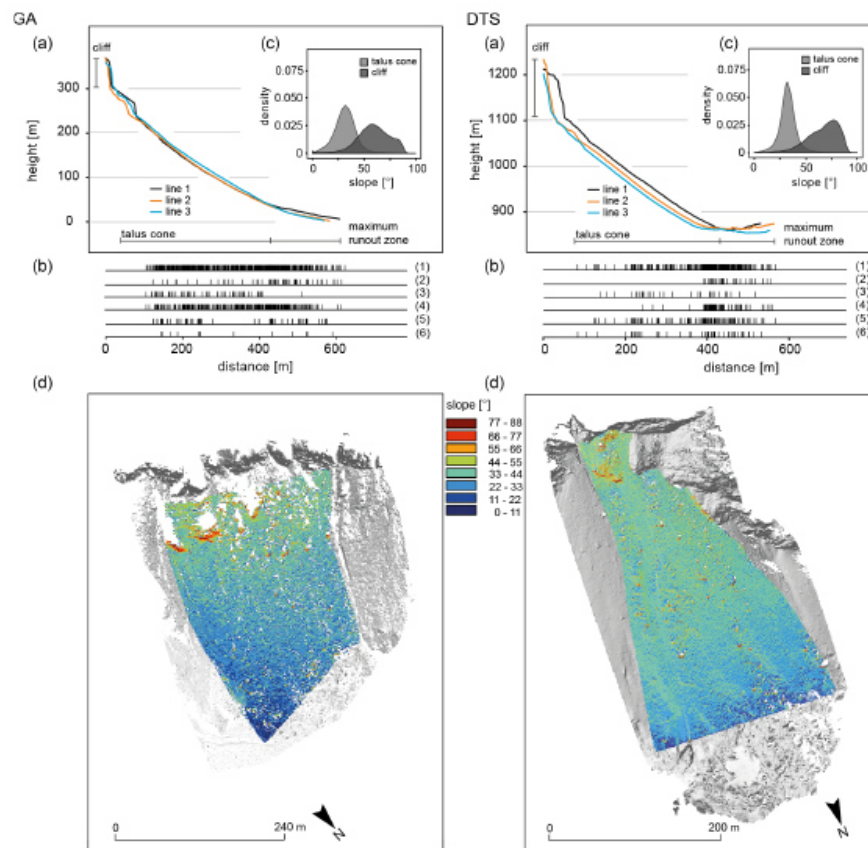 GA
(a)
cliff
300
200
100
0
height [m]
line 1
line 2
line 3
talus cone
maximum
runout zone
(c)
talus cone
cliff
0.075
0.05
0.025
0
density
0 50 100
slope [°]
(b)
(1)
(2)
(3)
(4)
(5)
(6)
0 200 400 600
distance [m]
(d)
0 240 m
N
slope [°]
77 - 88
66 - 77
55 - 66
44 - 55
33 - 44
22 - 33
11 - 22
0 - 11
DTS
(a)
cliff
1200
1100
1000
900
height [m]
line 1
line 2
line 3
talus cone
maximum
runout zone
(c)
talus cone
cliff
0.075
0.05
0.025
0
density
0 50 100
slope [°]
(b)
(1)
(2)
(3)
(4)
(5)
(6)
0 200 400 600
distance [m]
(d)
0 200 m
N